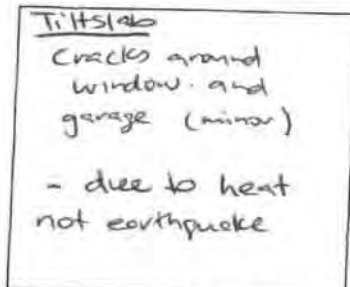 Tiltslab
Cracks around
window. and
garage (minor)
- due to heat
not earthquake